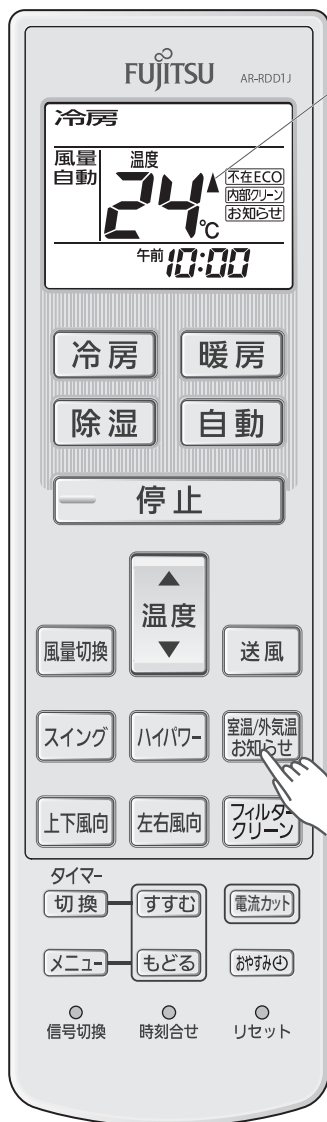 FUJITSU AR-RDD1J
冷房
風量 温度
自動 24▲ 不在ECO
内部クリーン
℃ お知らせ
午前10:00
冷房 暖房
除湿 自動
停止
▲
温度
▼
風量切換 送風
スイング ハイパワー 室温/外気温
お知らせ
上下風向 左右風向 フィルター
クリーン
タイマー
切換 すすむ 電流カット
メニュー もどる おやすみ
信号切換 時刻合せ リセット